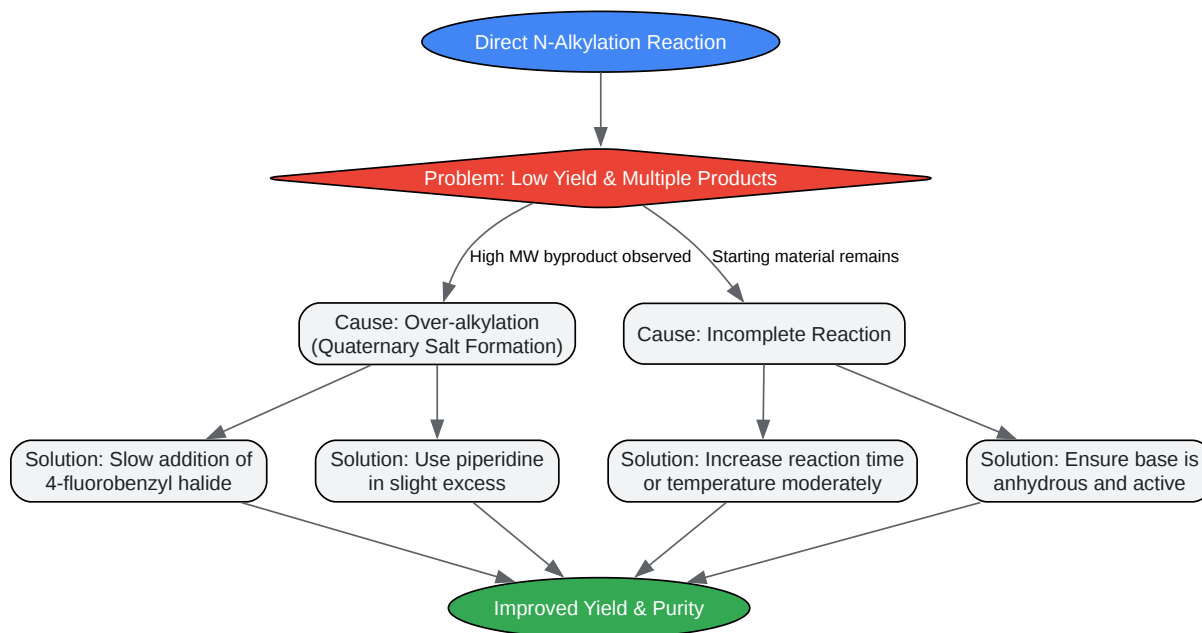 Direct N-Alkylation Reaction
Problem: Low Yield & Multiple Products
High MW byproduct observed
Starting material remains
Cause: Over-alkylation
(Quaternary Salt Formation)
Cause: Incomplete Reaction
Solution: Slow addition of
4-fluorobenzyl halide
Solution: Use piperidine
in slight excess
Solution: Increase reaction time
or temperature moderately
Solution: Ensure base is
anhydrous and active
Improved Yield & Purity